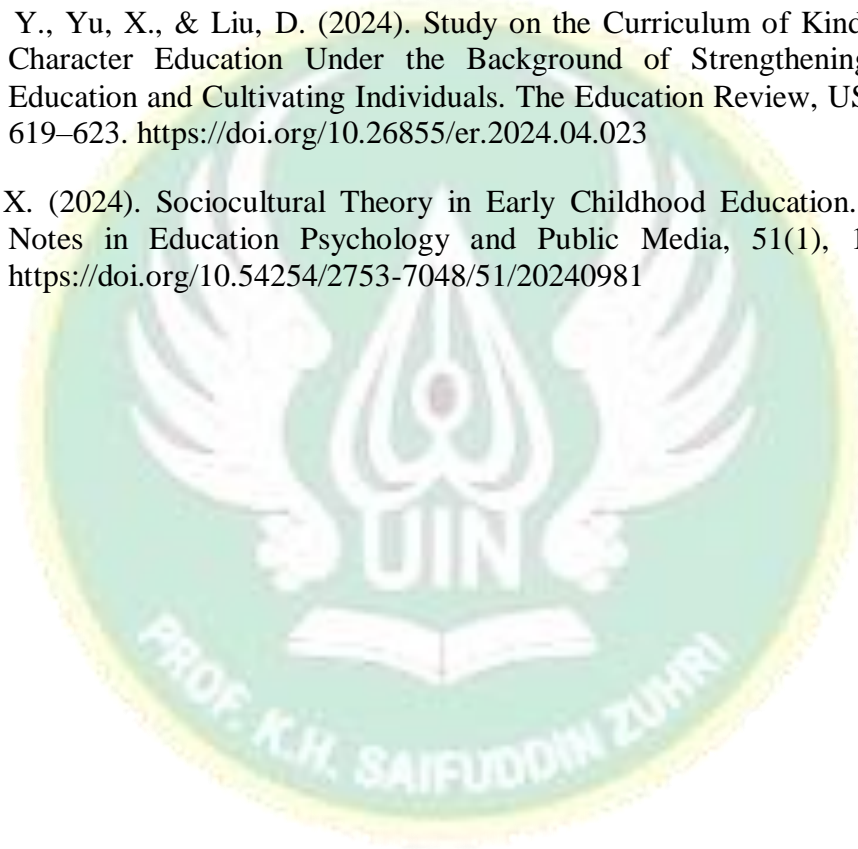 Y., Yu, X., & Liu, D. (2024). Study on the Curriculum of Kind
Character Education Under the Background of Strengthening
Education and Cultivating Individuals. The Education Review, US
619–623. https://doi.org/10.26855/er.2024.04.023
X. (2024). Sociocultural Theory in Early Childhood Education.
Notes in Education Psychology and Public Media, 51(1), 1
https://doi.org/10.54254/2753-7048/51/20240981
UIN
PROF. K.H. SAIFUDDIN ZUHRI